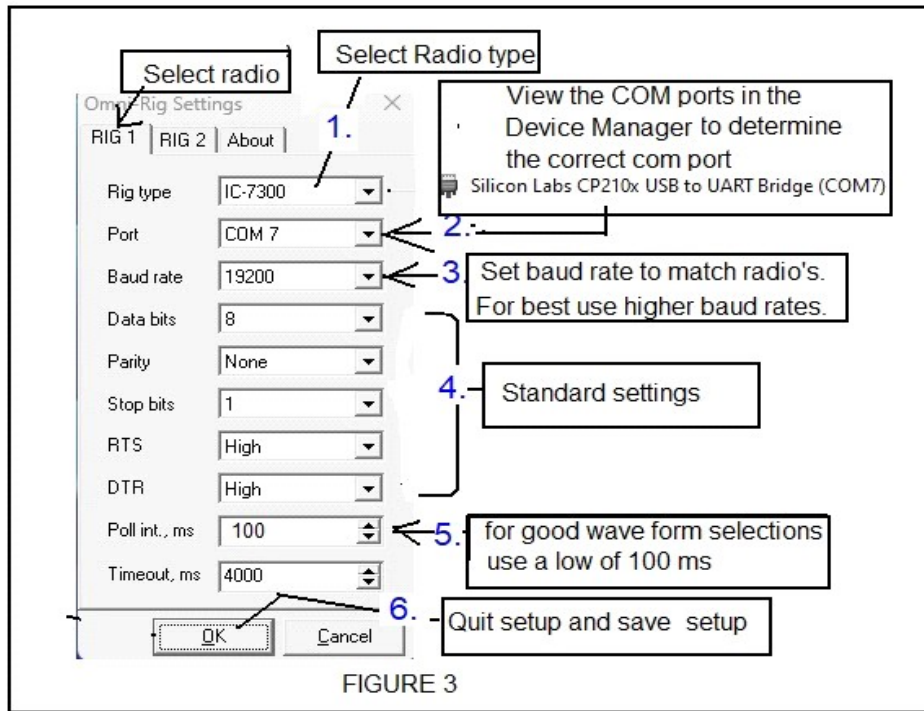 Select radio
Select Radio type
Omni-Rig Settings
RIG 1
RIG 2
About
1.
View the COM ports in the
Device Manager to determine
the correct com port
Silicon Labs CP210x USB to UART Bridge (COM7)
Rig type
IC-7300
Port
COM 7
2.
Baud rate
19200
3.
Set baud rate to match radio's.
For best use higher baud rates.
Data bits
8
Parity
None
Stop bits
1
RTS
High
DTR
High
4.
Standard settings
Poll int., ms
100
5.
for good wave form selections
use a low of 100 ms
Timeout, ms
4000
6.
Quit setup and save setup
OK
Cancel
FIGURE 3